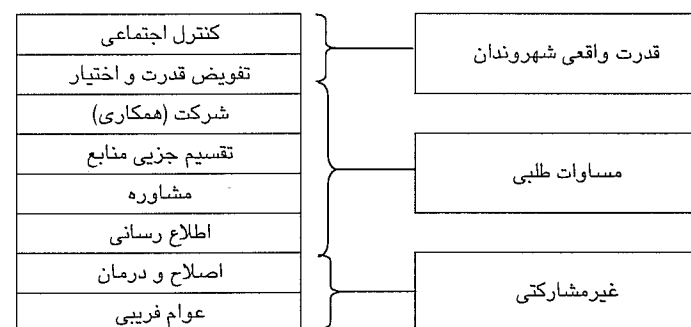 کنترل اجتماعی
تفویض قدرت و اختیار
شرکت (همکاری)
تقسیم جزیی منابع
مشاوره
اطلاع رسانی
اصلاح و درمان
عوام فریبی
قدرت واقعی شهروندان
مساوات طلبی
غیرمشارکتی